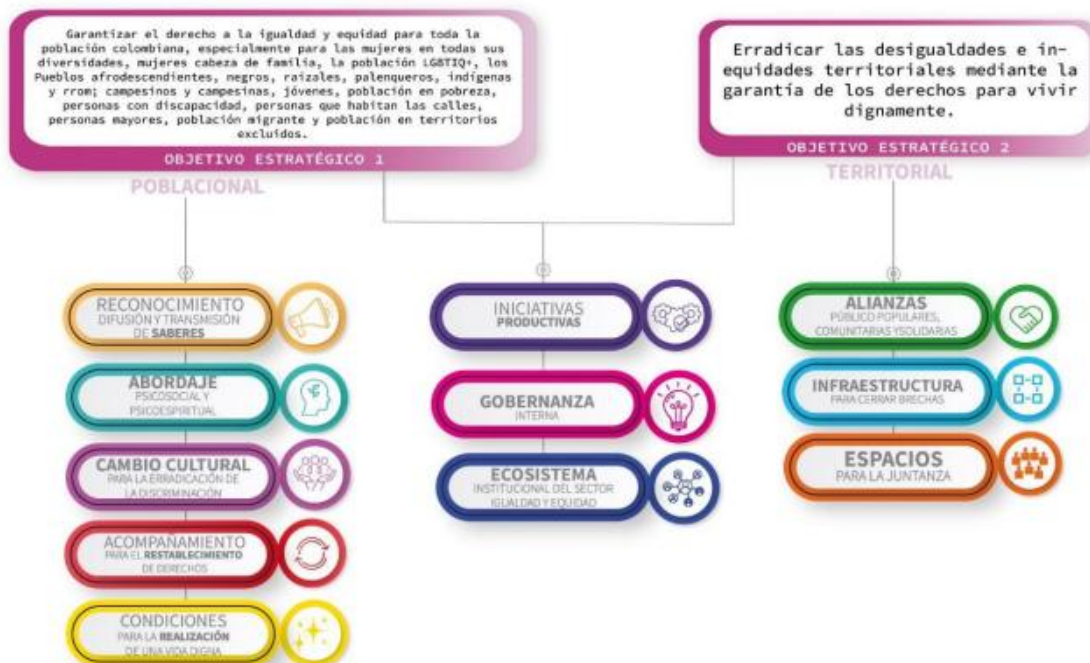 Garantizar el derecho a la igualdad y equidad para toda la
población colombiana, especialmente para las mujeres en todas sus
diversidades, mujeres cabeza de familia, la población LGBTIQ+, los
Pueblos afrodescendientes, negros, raizales, palenqueros, indígenas
y rrom; campesinos y campesinas, jóvenes, población en pobreza,
personas con discapacidad, personas que habitan las calles,
personas mayores, población migrante y población en territorios
excluidos.
OBJETIVO ESTRATÉGICO 1
POBLACIONAL
Erradicar las desigualdades e in-
equidades territoriales mediante la
garantía de los derechos para vivir
dignamente.
OBJETIVO ESTRATÉGICO 2
TERRITORIAL
RECONOCIMIENTO
DIFUSIÓN Y TRANSMISIÓN
DE SABERES
ABORDAJE
PSICOSOCIAL Y
PSICOESPIRITUAL
CAMBIO CULTURAL
PARA LA ERRADICACIÓN DE
LA DISCRIMINACIÓN
ACOMPAÑAMIENTO
PARA EL RESTABLECIMIENTO
DE DERECHOS
CONDICIONES
PARA LA REALIZACIÓN
DE UNA VIDA DIGNA
INICIATIVAS
PRODUCTIVAS
GOBERNANZA
INTERNA
ECOSISTEMA
INSTITUCIONAL DEL SECTOR
IGUALDAD Y EQUIDAD
ALIANZAS
PÚBLICO POPULARES,
COMUNITARIAS YSOLIDARIAS
INFRAESTRUCTURA
PARA CERRAR BRECHAS
ESPACIOS
PARA LA JUNTANZA